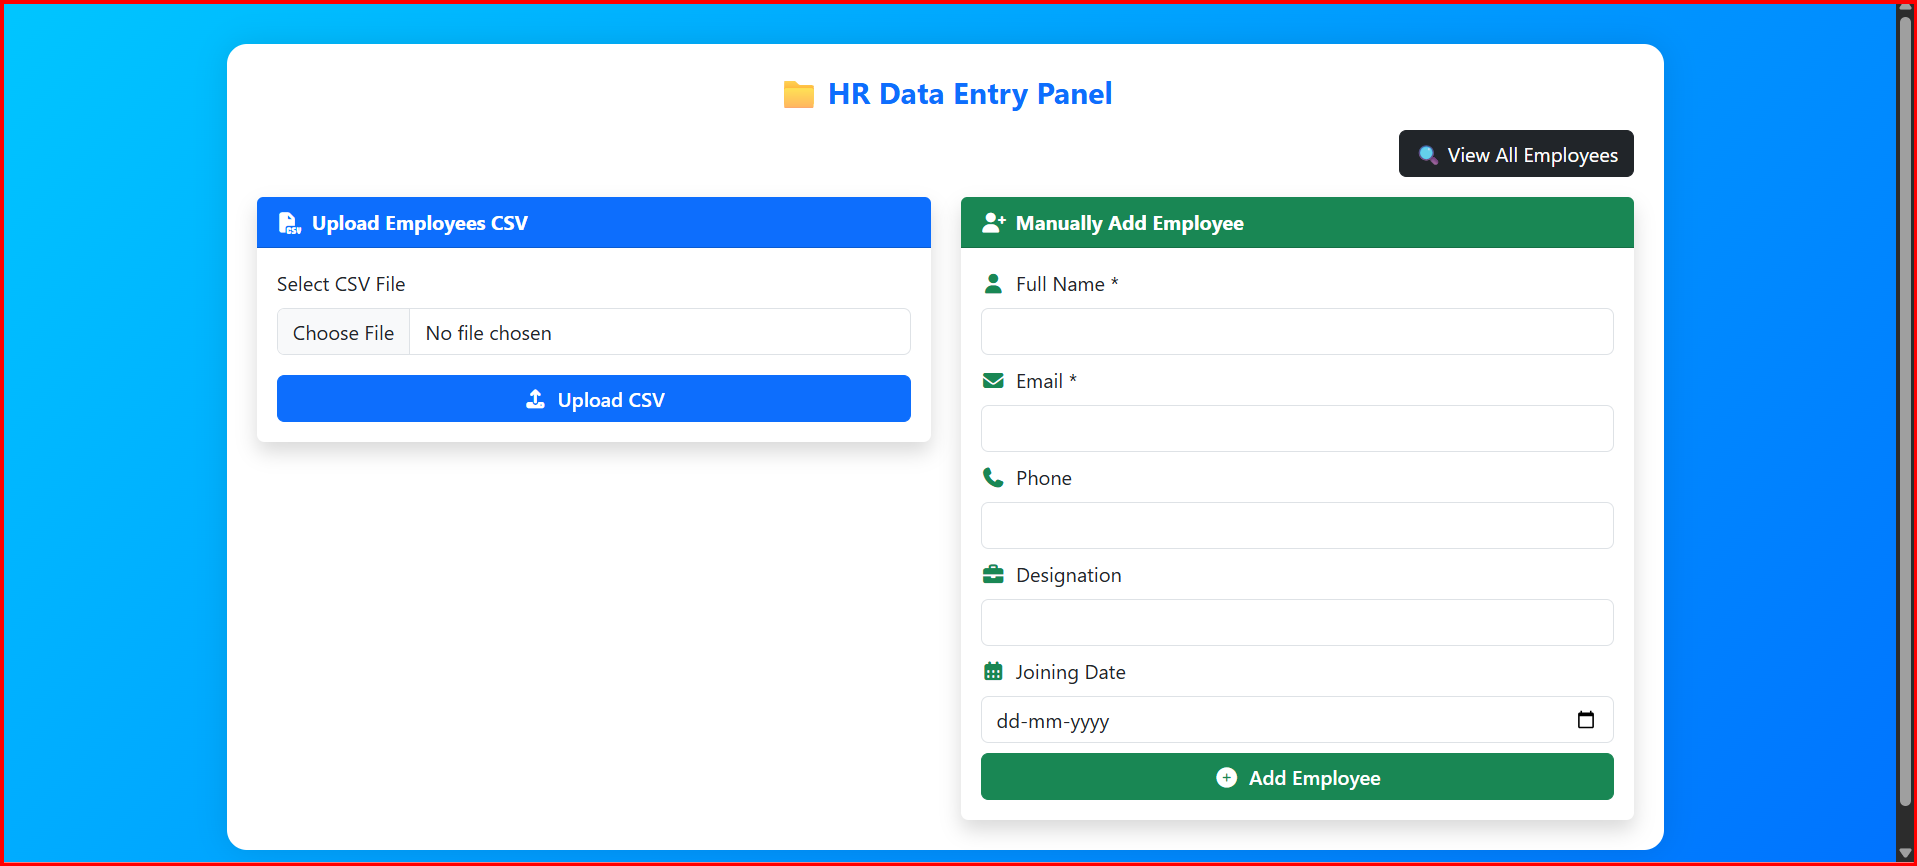 HR Data Entry Panel
View All Employees
CSV Upload Employees CSV
Select CSV File
Choose File No file chosen
Upload CSV
Manually Add Employee
Full Name *
Email *
Phone
Designation
Joining Date
dd-mm-yyyy
Add Employee